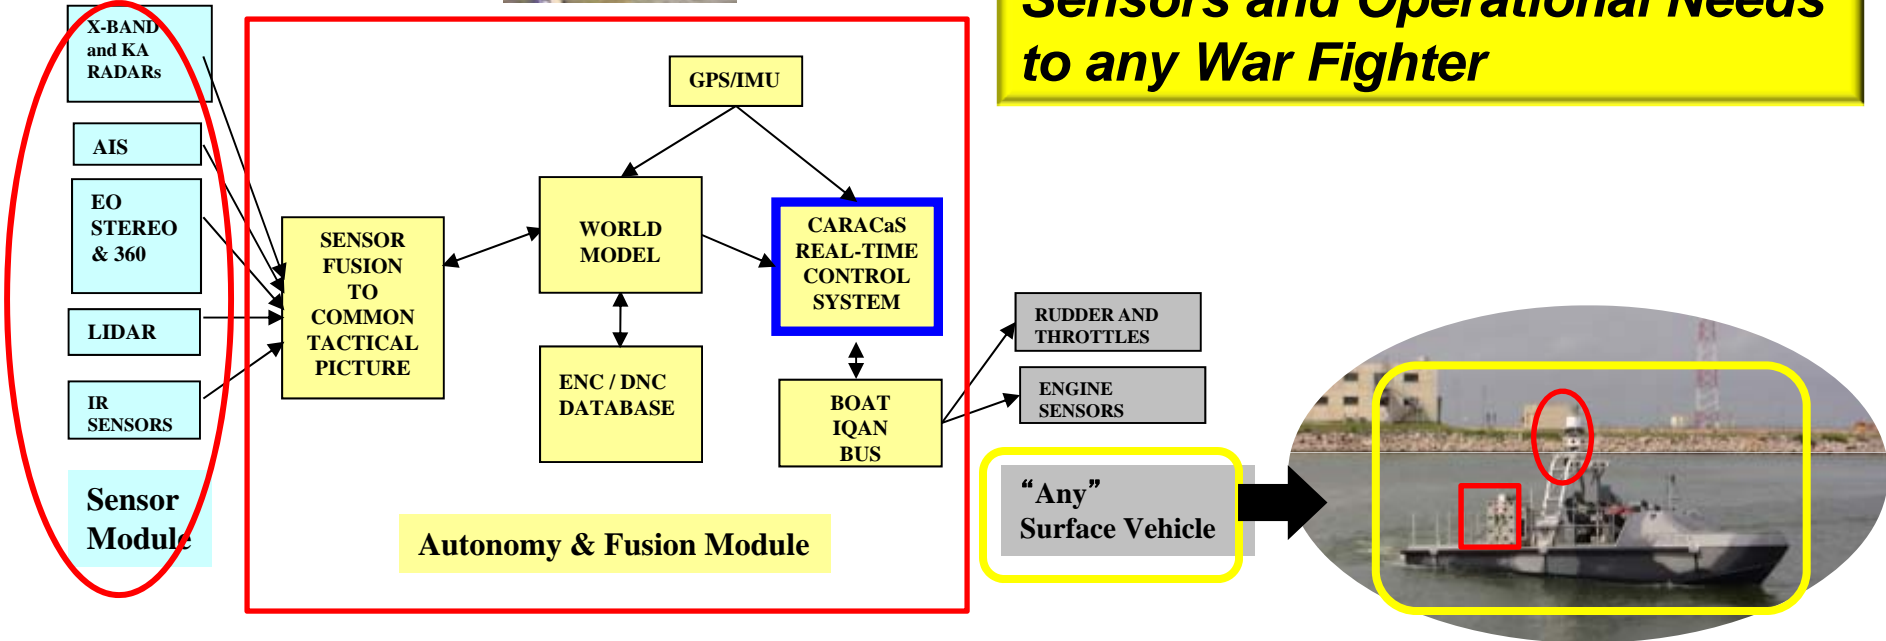 Sensors and Operational Needs
to any War Fighter
X-BAND
and KA
RADARs
AIS
EO
STEREO
& 360
LIDAR
IR
SENSORS
Sensor
Module
SENSOR
FUSION
TO
COMMON
TACTICAL
PICTURE
GPS/IMU
WORLD
MODEL
ENC / DNC
DATABASE
CARACaS
REAL-TIME
CONTROL
SYSTEM
BOAT
IQAN
BUS
Autonomy & Fusion Module
RUDDER AND
THROTTLES
ENGINE
SENSORS
“Any”
Surface Vehicle